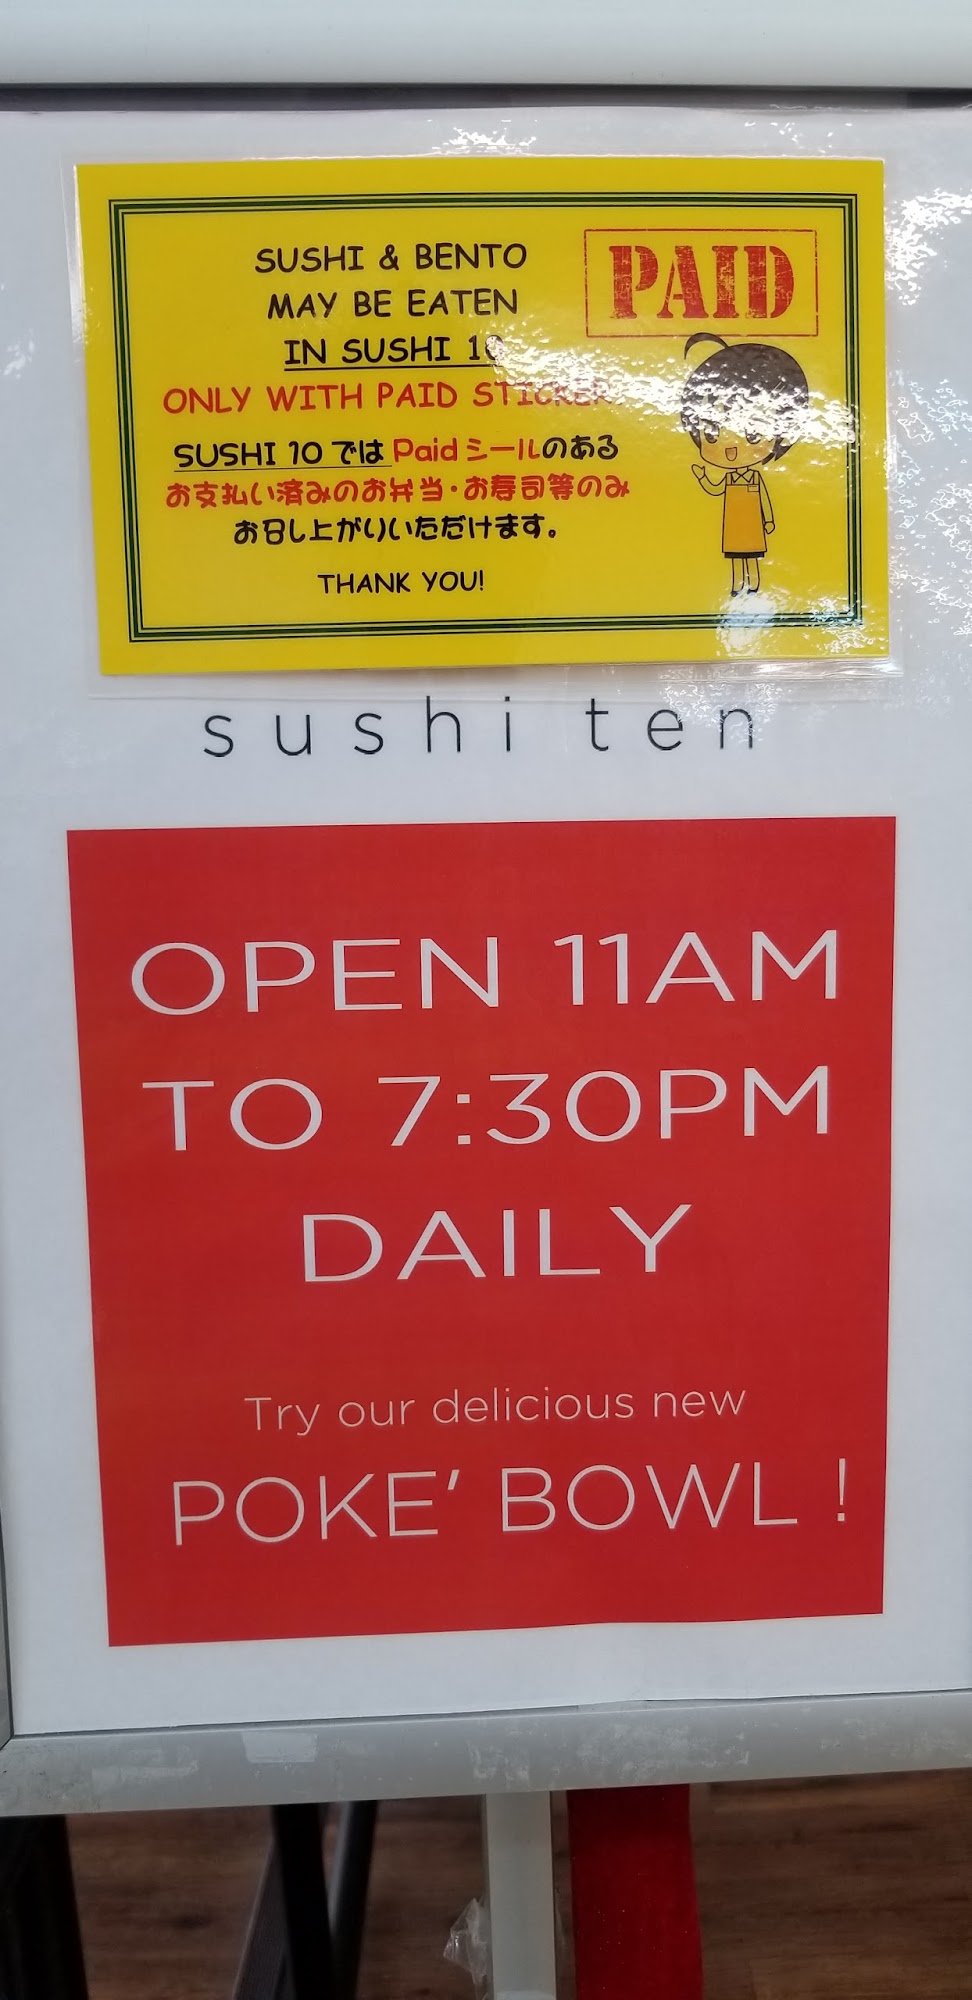 SUSHI & BENTO
MAY BE EATEN
IN SUSHI 10
ONLY WITH PAID STICKER
PAID
SUSHI 10 では Paid シールのある
お支払い済みのお弁当・お寿司等のみ
お召し上がりいただけます。
THANK YOU!
sushi ten
OPEN 11AM
TO 7:30PM
DAILY
Try our delicious new
POKE' BOWL !